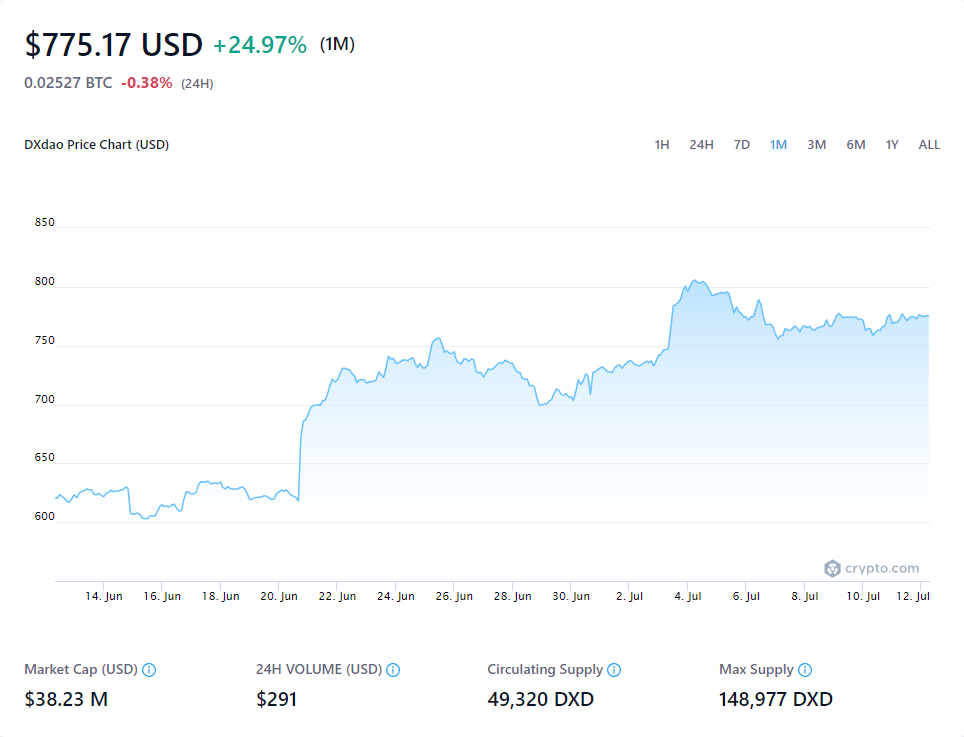 $775.17 USD +24.97% (1M)
0.02527 BTC -0.38% (24H)
DXdao Price Chart (USD) 1H 24H 7D 1M 3M 6M 1Y ALL
850
800
750
700
650
600
crypto.com
14. Jun 16. Jun 18. Jun 20. Jun 22. Jun 24. Jun 26. Jun 28. Jun 30. Jun 2. Jul 4. Jul 6. Jul 8. Jul 10. Jul 12. Jul
Market Cap (USD) 24H VOLUME (USD) Circulating Supply Max Supply
$38.23 M $291 49,320 DXD 148,977 DXD